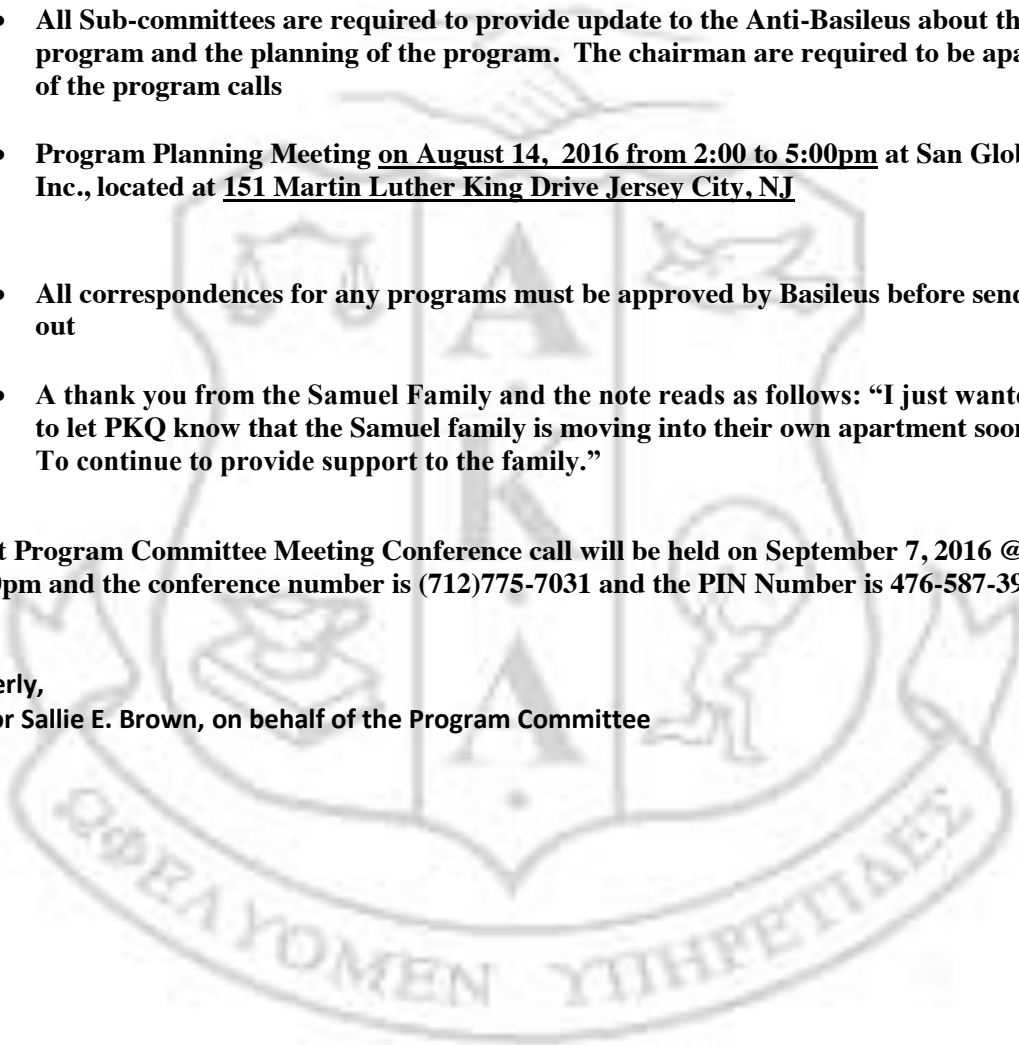 • All Sub-committees are required to provide update to the Anti-Basileus about th
program and the planning of the program. The chairman are required to be apa
of the program calls
• Program Planning Meeting on August 14, 2016 from 2:00 to 5:00pm at San Glob
Inc., located at 151 Martin Luther King Drive Jersey City, NJ
• All correspondences for any programs must be approved by Basileus before send
out
• A thank you from the Samuel Family and the note reads as follows: “I just wante
to let PKQ know that the Samuel family is moving into their own apartment soon
To continue to provide support to the family.”
t Program Committee Meeting Conference call will be held on September 7, 2016 @
0pm and the conference number is (712)775-7031 and the PIN Number is 476-587-39
erly,
or Sallie E. Brown, on behalf of the Program Committee
A
K
A
ΩΦΕΛΥΟΜΕΝ ΥΠΗΡΕΤΙΔΕΣ